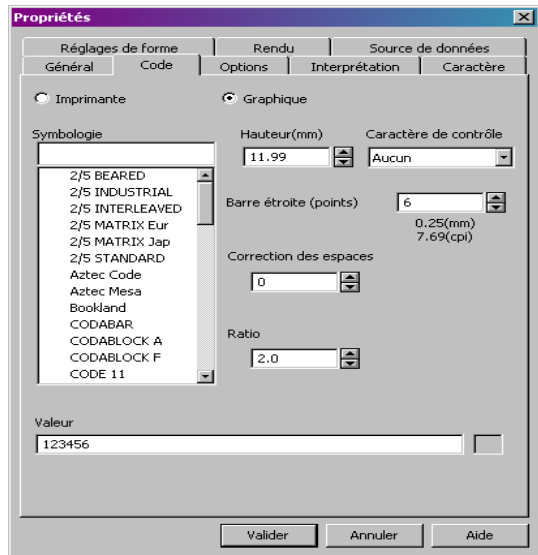 Propriétés
Réglages de forme Rendu Source de données
Général Code Options Interprétation Caractère
Imprimante Graphique
Symbologie Hauteur(mm) Caractère de contrôle
11.99 Aucun
2/5 BEARED
2/5 INDUSTRIAL
2/5 INTERLEAVED
2/5 MATRIX Eur
2/5 MATRIX Jap
2/5 STANDARD
Aztec Code
Aztec Mesa
Bookland
CODABAR
CODABLOCK A
CODABLOCK F
CODE 11
Barre étroite (points) 6
0.25(mm)
7.69(cpi)
Correction des espaces
0
Ratio
2.0
Valeur
123456
Valider Annuler Aide